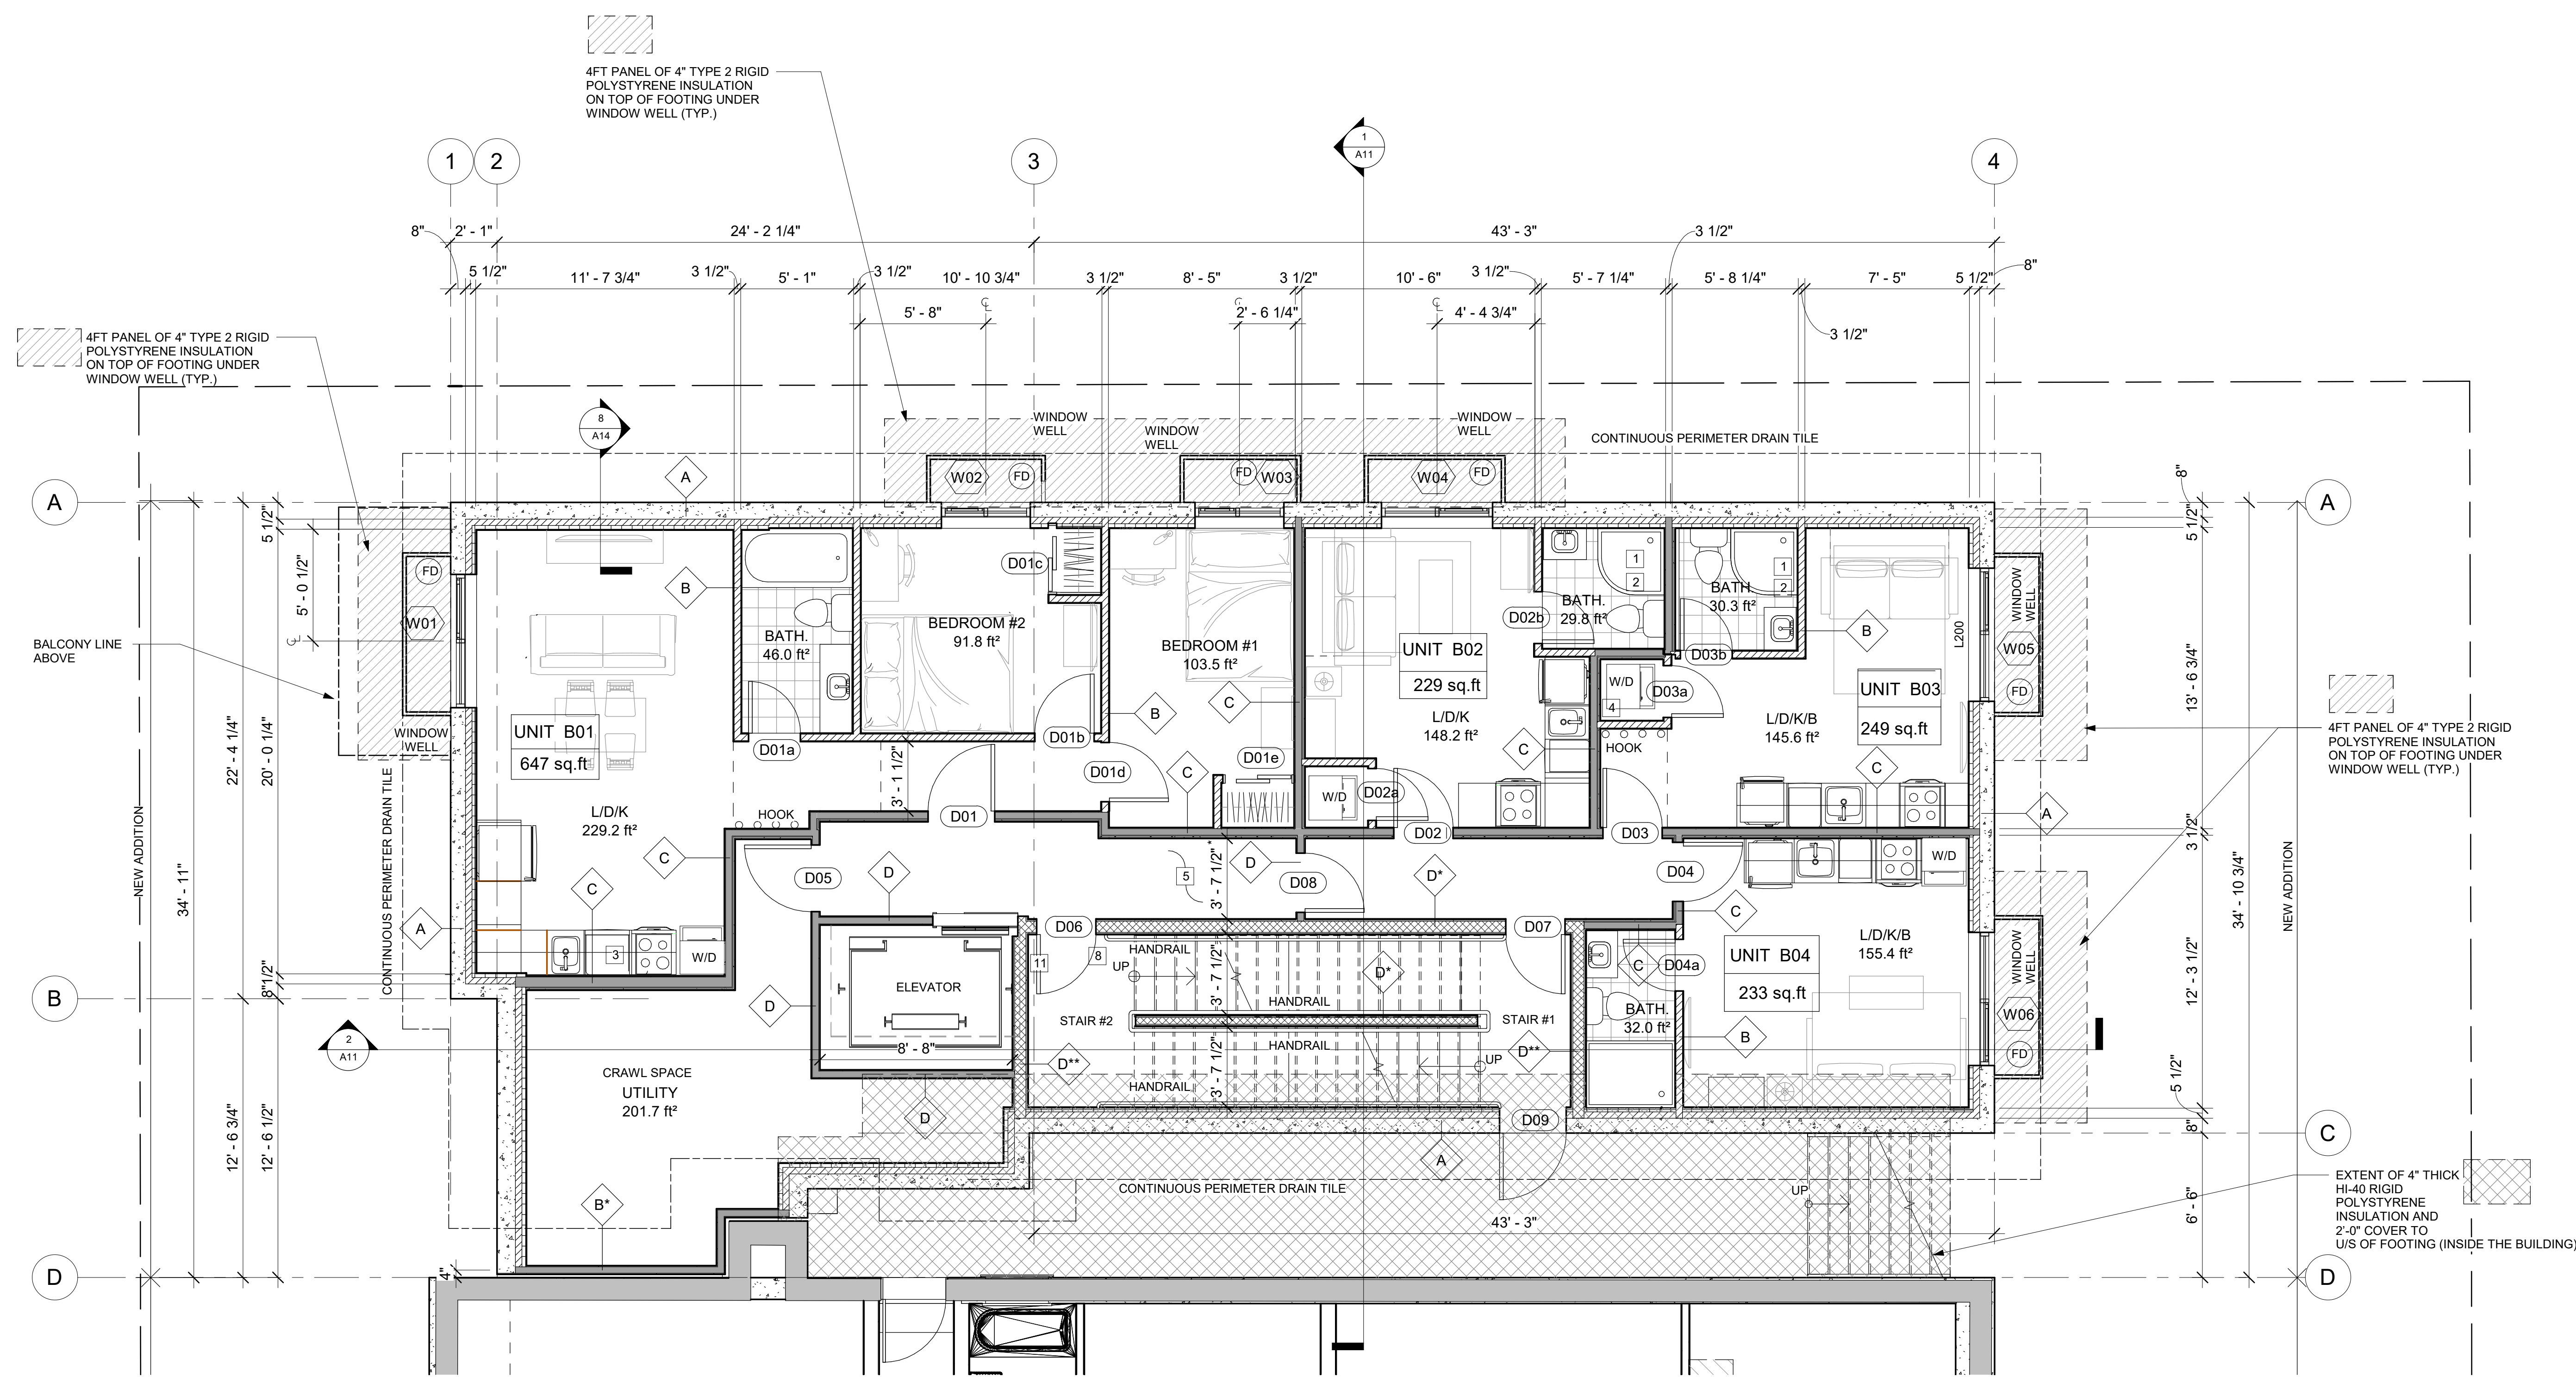 4FT PANEL OF 4" TYPE 2 RIGID
POLYSTYRENE INSULATION
ON TOP OF FOOTING UNDER
WINDOW WELL (TYP.)
1
A11
1
2
3
4
8"
2' - 1"
24' - 2 1/4"
43' - 3"
3 1/2"
5 1/2"
11' - 7 3/4"
3 1/2"
5' - 1"
3 1/2"
10' - 10 3/4"
3 1/2"
8' - 5"
3 1/2"
10' - 6"
3 1/2"
5' - 7 1/4"
5' - 8 1/4"
7' - 5"
5 1/2"
8"
5' - 8"
2' - 6 1/4"
4' - 4 3/4"
3 1/2"
4FT PANEL OF 4" TYPE 2 RIGID
POLYSTYRENE INSULATION
ON TOP OF FOOTING UNDER
WINDOW WELL (TYP.)
8
A14
WINDOW
WELL
WINDOW
WELL
WINDOW
WELL
CONTINUOUS PERIMETER DRAIN TILE
A
W02
FD
FD
W03
W04
FD
A
A
8"
5 1/2"
5 1/2"
5' - 0 1/2"
FD
W01
WINDOW
WELL
BALCONY LINE
ABOVE
B
BATH.
46.0 ft²
D01c
BEDROOM #2
91.8 ft²
BEDROOM #1
103.5 ft²
UNIT B02
229 sq.ft
L/D/K
148.2 ft²
D02b
BATH.
29.8 ft²
1
2
BATH.
30.3 ft²
1
2
B
L200
WINDOW
WELL
W05
FD
D03b
D03a
W/D
4
HOOK
L/D/K/B
145.6 ft²
UNIT B03
249 sq.ft
C
A
UNIT B01
647 sq.ft
L/D/K
229.2 ft²
D01a
D01b
D01d
D01e
B
C
C
C
3' - 1 1/2"
HOOK
D01
W/D
D02a
D02
D03
4FT PANEL OF 4" TYPE 2 RIGID
POLYSTYRENE INSULATION
ON TOP OF FOOTING UNDER
WINDOW WELL (TYP.)
NEW ADDITION
34' - 11"
22' - 4 1/4"
20' - 0 1/4"
CONTINUOUS PERIMETER DRAIN TILE
13' - 6 3/4"
3 1/2"
34' - 10 3/4"
NEW ADDITION
C
C
D05
D
5
3' - 7 1/2" *
D
D08
D*
D04
W/D
A
3
W/D
D06
D07
C
HANDRAIL
11
8
UP
3' - 7 1/2"
D*
C
D04a
UNIT B04
233 sq.ft
L/D/K/B
155.4 ft²
WINDOW
WELL
W06
FD
12' - 3 1/2"
8"
1/2"
B
ELEVATOR
D
HANDRAIL
STAIR #2
STAIR #1
BATH.
32.0 ft²
B
2
A11
8' - 8"
HANDRAIL
D**
D**
UP
3' - 7 1/2"
HANDRAIL
CRAWL SPACE
UTILITY
201.7 ft²
D
D09
A
5 1/2"
8"
C
12' - 6 3/4"
12' - 6 1/2"
CONTINUOUS PERIMETER DRAIN TILE
B*
UP
43' - 3"
6' - 6"
EXTENT OF 4" THICK
HI-40 RIGID
POLYSTYRENE
INSULATION AND
2'-0" COVER TO
U/S OF FOOTING (INSIDE THE BUILDING)
D
4"
D